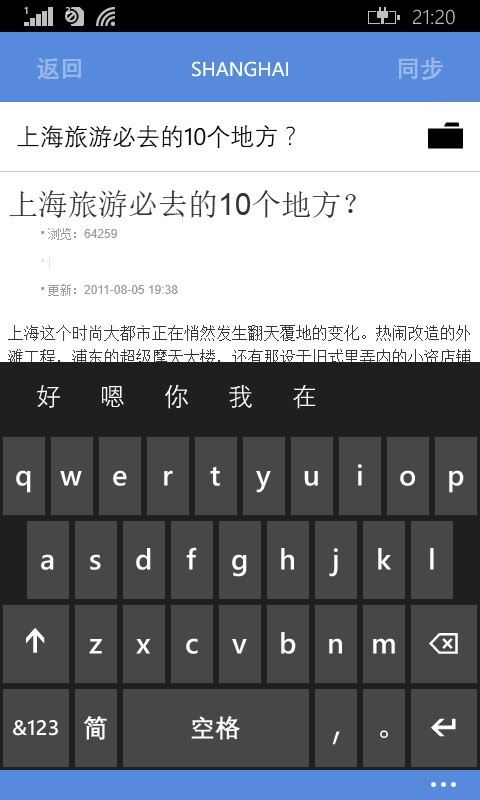 1 21:20
返回 SHANGHAI 同步
上海旅游必去的10个地方？
上海旅游必去的10个地方?
• 浏览：64259
• |
• 更新：2011-08-05 19:38
上海这个时尚大都市正在悄然发生翻天覆地的变化。热闹改造的外
滩工程，浦东的超级摩天大楼，还有那设于旧式里弄内的小资店铺
好 嗯 你 我 在
q w e r t y u i o p
a s d f g h j k l
z x c v b n m
&123 简 空格 , 。